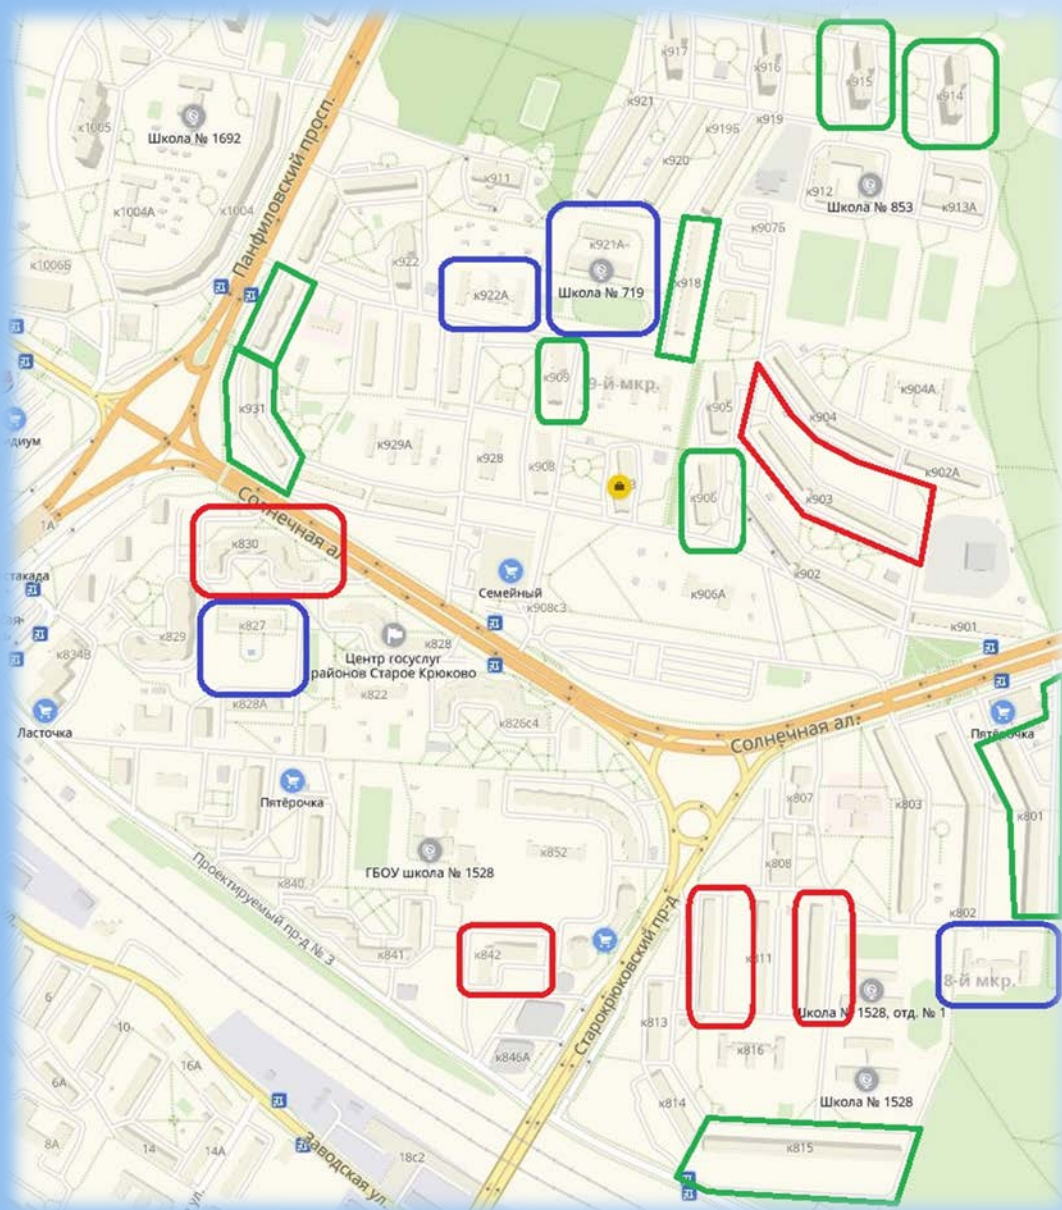 к917
к916
к915
к914
к1005
Школа № 1692
к921
к919Б
к919
к920
к911
к912
Школа № 853
к913А
к1004А
к1004
Панфиловский просп.
к907Б
к1006Б
к922
к921А
Школа № 719
к922А
к918
к909
9-й мкр.
к904А
к905
к904
к931
к929А
к928
к908
к902А
к903
к906
Солнечная ал.
1А
к830
к902
Семейный
к906А
к908с3
к901
к827
к829
к834В
к828
Центр госуслуг
районов Старое Крюково
к822
к828А
к826с4
Ласточка
Солнечная ал.
Пятёрочка
Пятёрочка
к807
к803
к801
к852
к808
ГБОУ школа № 1528
Проектируемый пр-д № 3
к840
к802
к841
к842
к811
8-й мкр.
Школа № 1528, отд. № 1
Старокрюковский пр-д
к813
к816
к846А
6
10
16А
6А
8А
14
14А
18с2
Заводская ул.
к814
Школа № 1528
к815